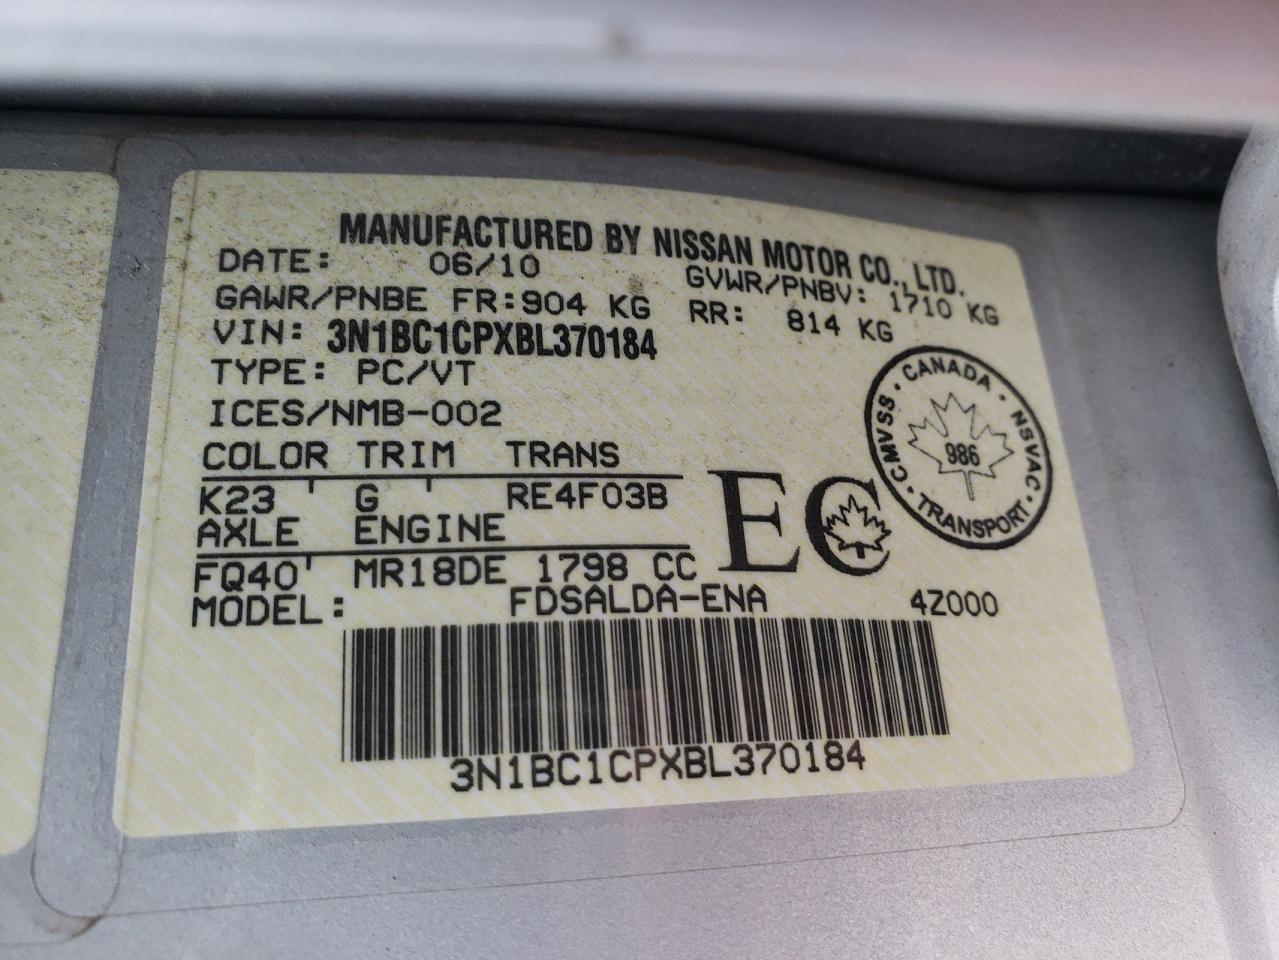 MANUFACTURED BY NISSAN MOTOR CO., LTD.
DATE: 06/10 GVWR/PNBV: 1710 KG
GAWR/PNBE FR:904 KG RR: 814 KG
VIN: 3N1BC1CPXBL370184
TYPE: PC/VT
ICES/NMB-002
COLOR TRIM TRANS
K23 G RE4F03B
AXLE ENGINE
FQ40 MR18DE 1798 CC
MODEL: FDSALDA-ENA 4Z000
EC
CANADA · NSVAC · TRANSPORT · CMVSS ·
986
3N1BC1CPXBL370184